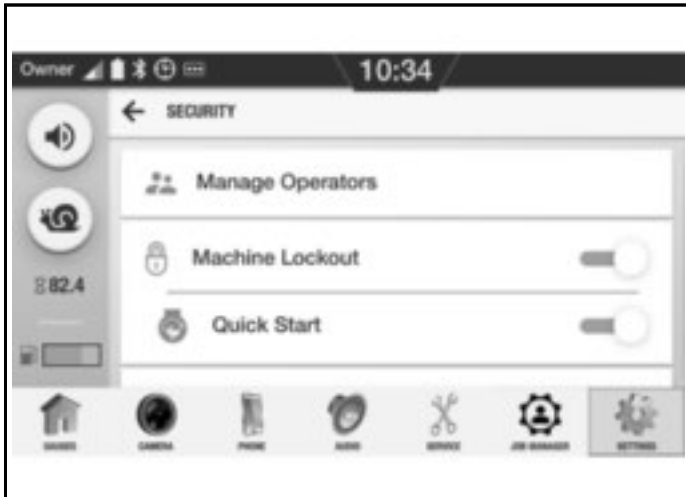 Owner 10:34
SECURITY
Manage Operators
Machine Lockout
82.4
Quick Start
GAUGES CAMERA PHONE AUDIO SERVICE JOB MANAGER SETTINGS